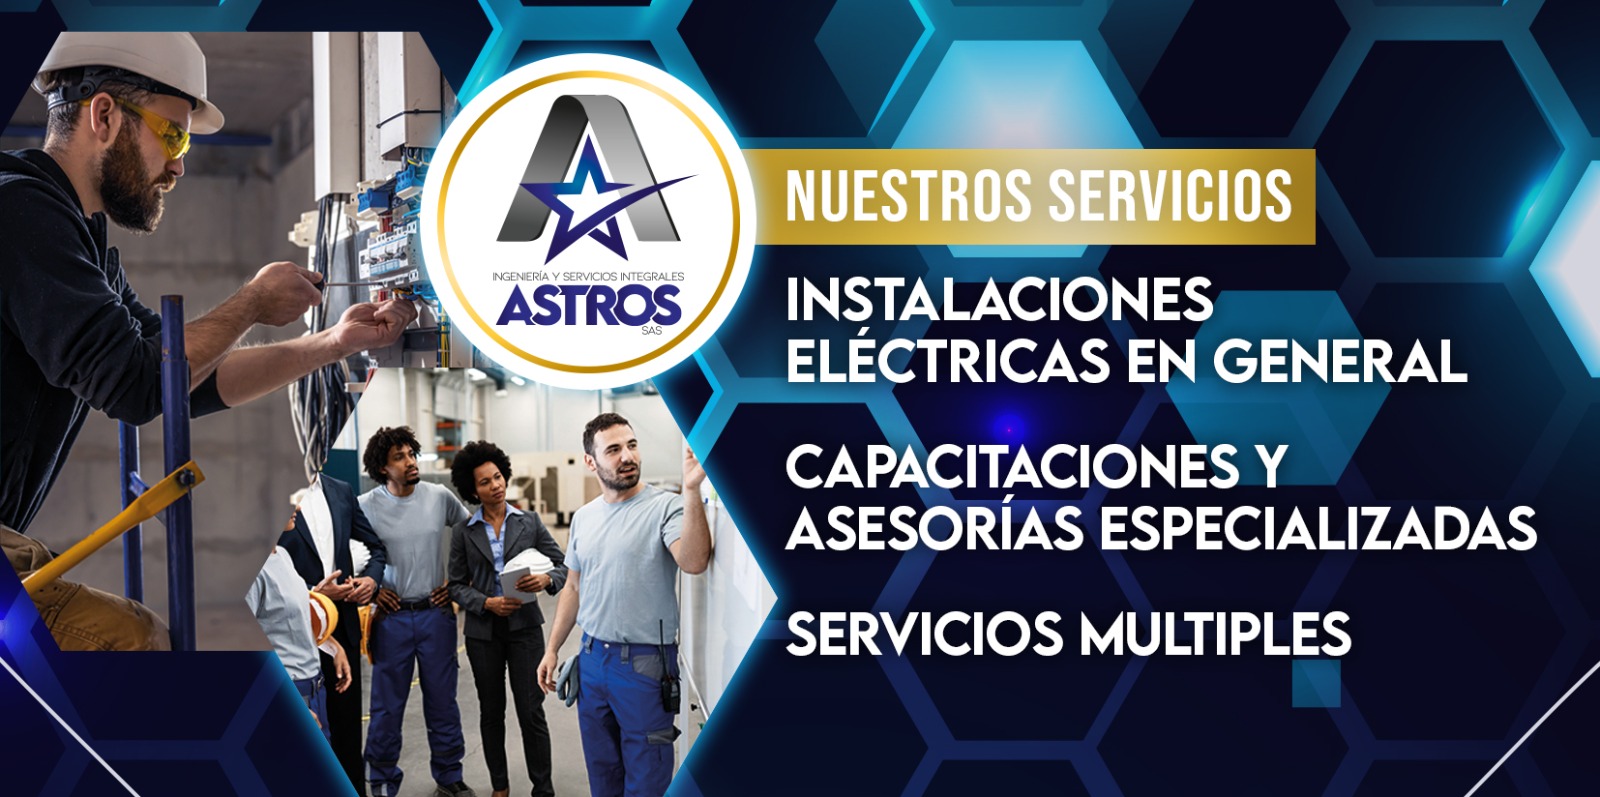 INGENIERÍA Y SERVICIOS INTEGRALES
ASTROS
SAS
NUESTROS SERVICIOS
INSTALACIONES
ELÉCTRICAS EN GENERAL
CAPACITACIONES Y
ASESORÍAS ESPECIALIZADAS
SERVICIOS MULTIPLES